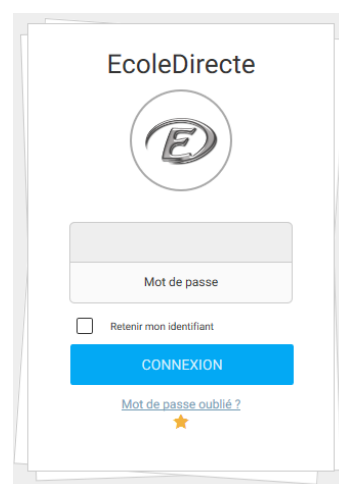 EcoleDirecte
E
Mot de passe
Retenir mon identifiant
CONNEXION
Mot de passe oublié ?